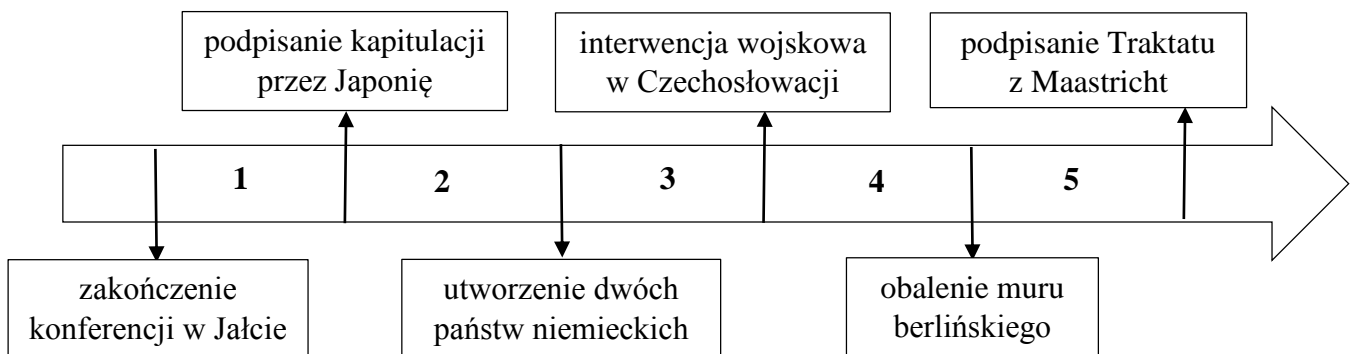 podpisanie kapitulacji
przez Japonię
interwencja wojskowa
w Czechosłowacji
podpisanie Traktatu
z Maastricht
1
2
3
4
5
zakończenie
konferencji w Jałcie
utworzenie dwóch
państw niemieckich
obalenie muru
berlińskiego